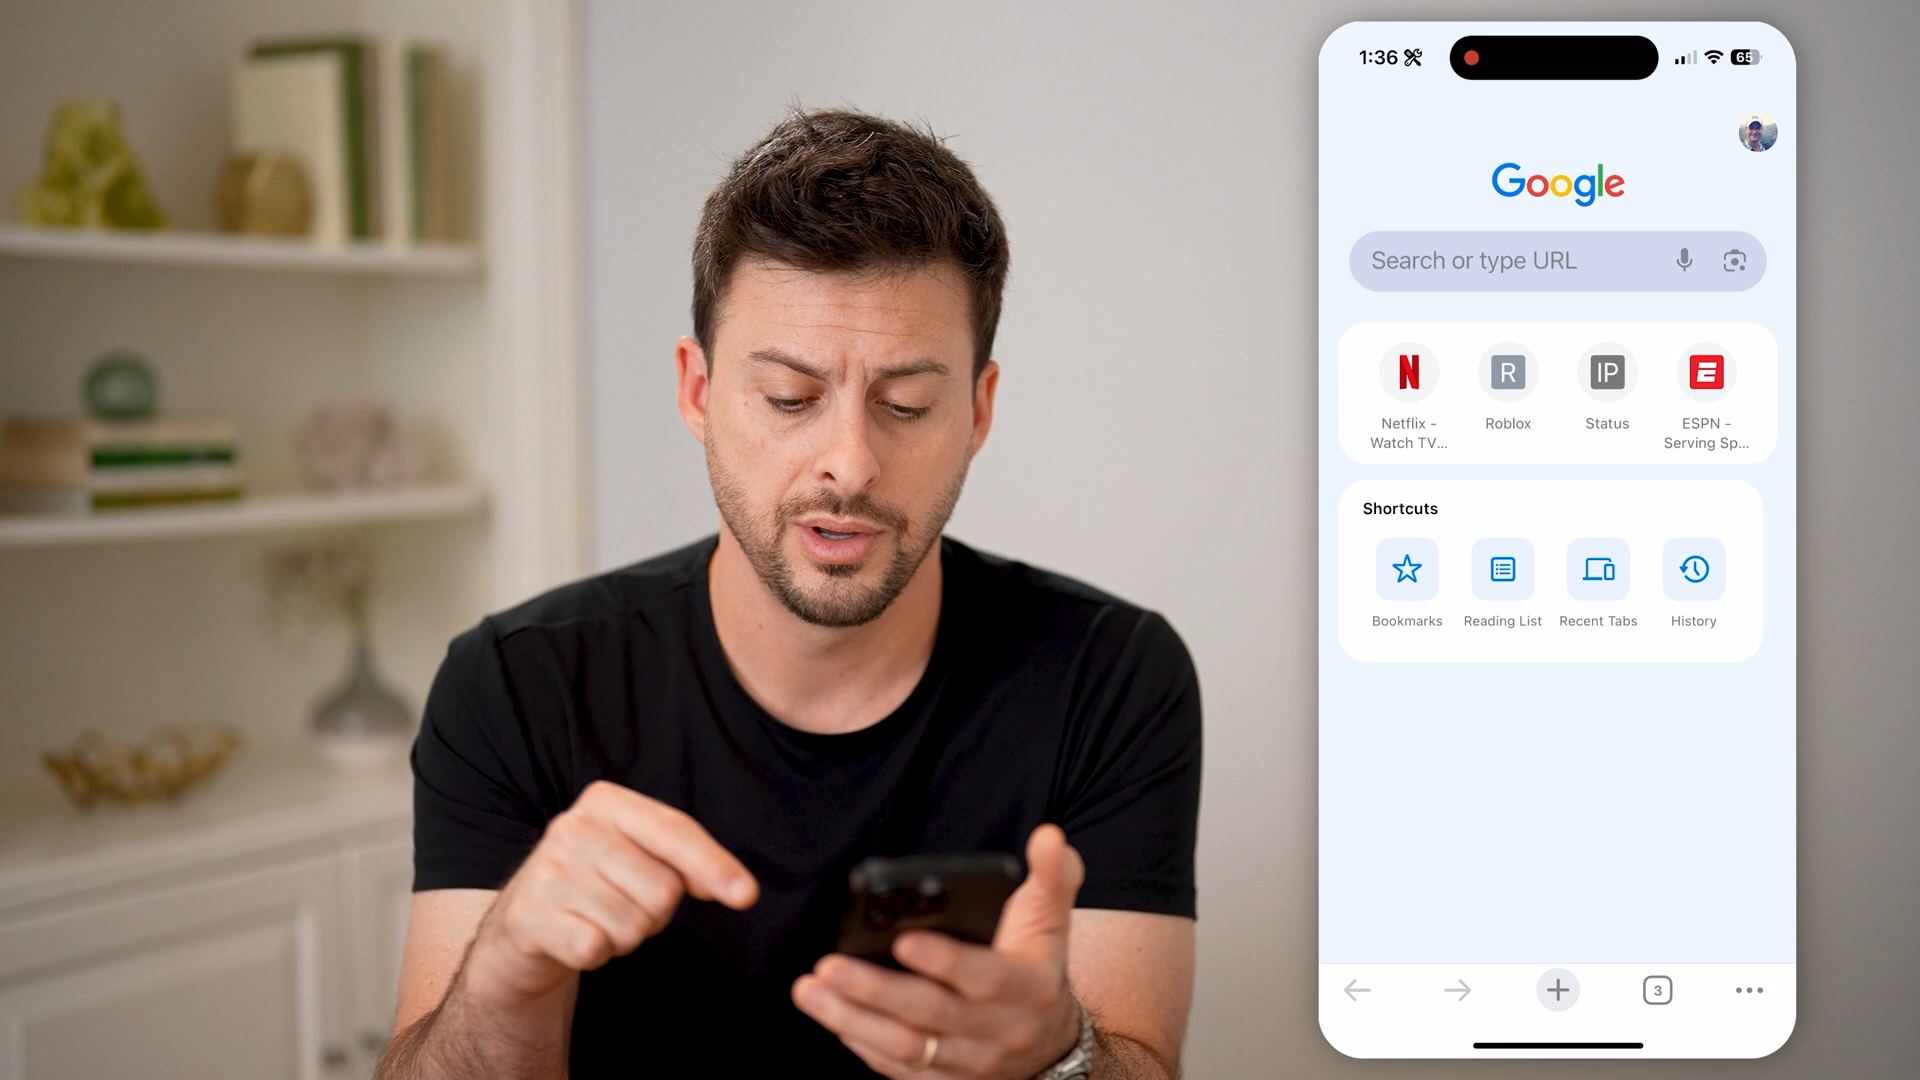 1:36
65
Google
Search or type URL
N
R
IP
E
Netflix -
Watch TV...
Roblox
Status
ESPN -
Serving Sp...
Shortcuts
Bookmarks
Reading List
Recent Tabs
History
3